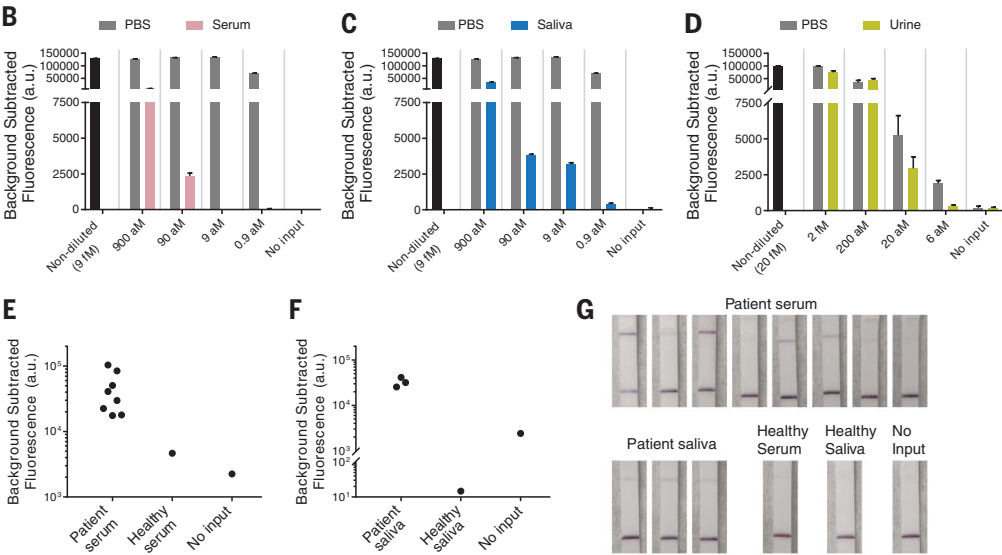 B
PBS
Serum
Background Subtracted
Fluorescence (a.u.)
150000
100000
50000
7500
5000
2500
0
Non-diluted
(9 fM)
900 aM
90 aM
9 aM
0.9 aM
No input
C
PBS
Saliva
Background Subtracted
Fluorescence (a.u.)
150000
100000
50000
7500
5000
2500
0
Non-diluted
(9 fM)
900 aM
90 aM
9 aM
0.9 aM
No input
D
PBS
Urine
Background Subtracted
Fluorescence (a.u.)
150000
100000
50000
7500
5000
2500
0
Non-diluted
(20 fM)
2 fM
200 aM
20 aM
6 aM
No input
E
Background Subtracted
Fluorescence (a.u.)
10⁵
10⁴
10³
Patient
serum
Healthy
serum
No input
F
Background Subtracted
Fluorescence (a.u.)
10⁵
10⁴
10³
10²
10¹
Patient
saliva
Healthy
saliva
No input
G
Patient serum
Patient saliva
Healthy
Serum
Healthy
Saliva
No
Input